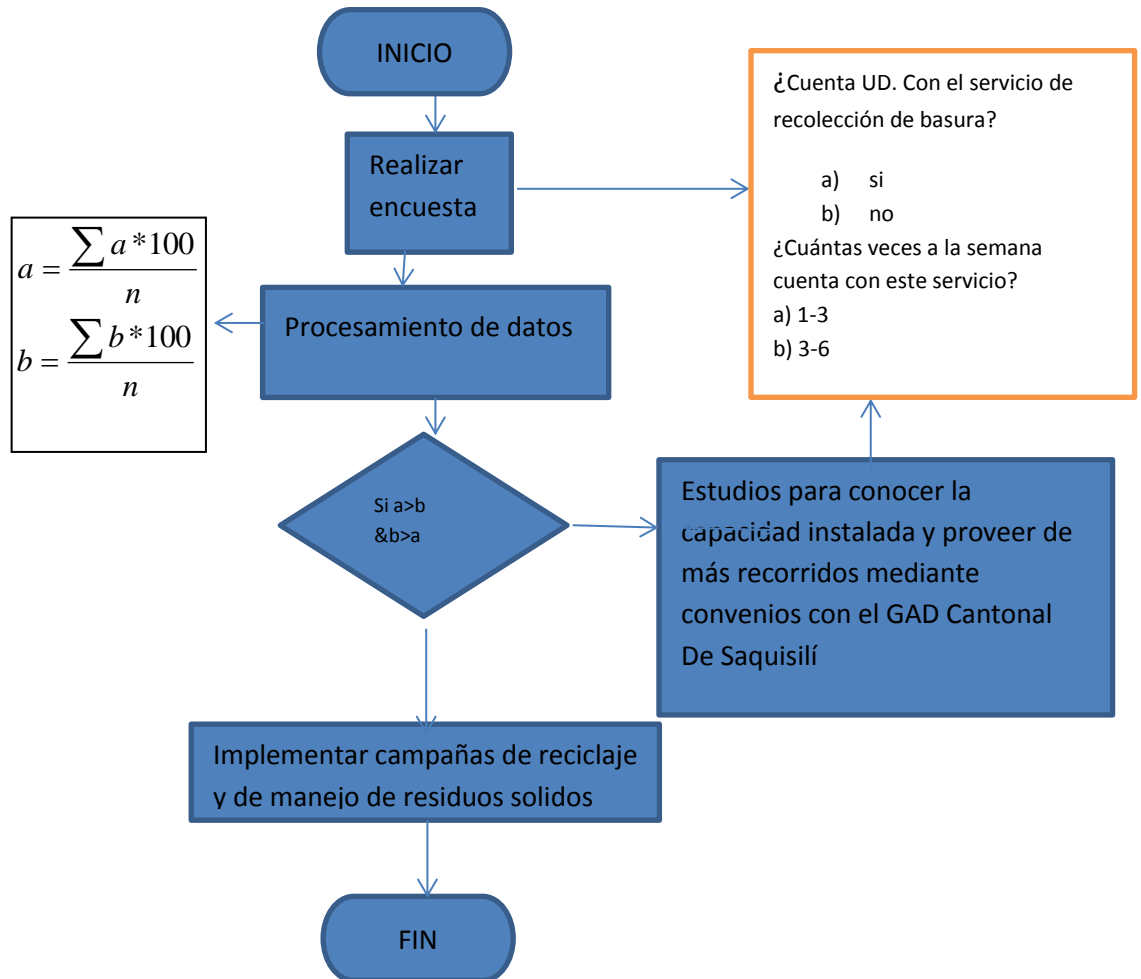 INICIO
Realizar
encuesta
¿Cuenta UD. Con el servicio de
recolección de basura?
a) si
b) no
¿Cuántas veces a la semana
cuenta con este servicio?
a) 1-3
b) 3-6
Procesamiento de datos
a = ∑ a * 100 / n
b = ∑ b * 100 / n
Si a>b
&b>a
Estudios para conocer la
capacidad instalada y proveer de
más recorridos mediante
convenios con el GAD Cantonal
De Saquisilí
Implementar campañas de reciclaje
y de manejo de residuos solidos
FIN